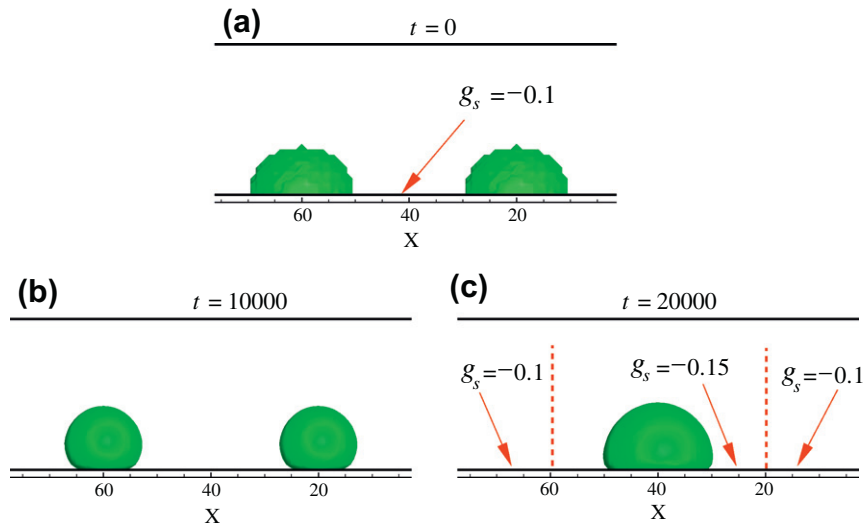 (a)
t = 0
g_s = −0.1
60 40 20
X
(b)
t = 10000
60 40 20
X
(c)
t = 20000
g_s = −0.1
g_s = −0.15
g_s = −0.1
60 40 20
X